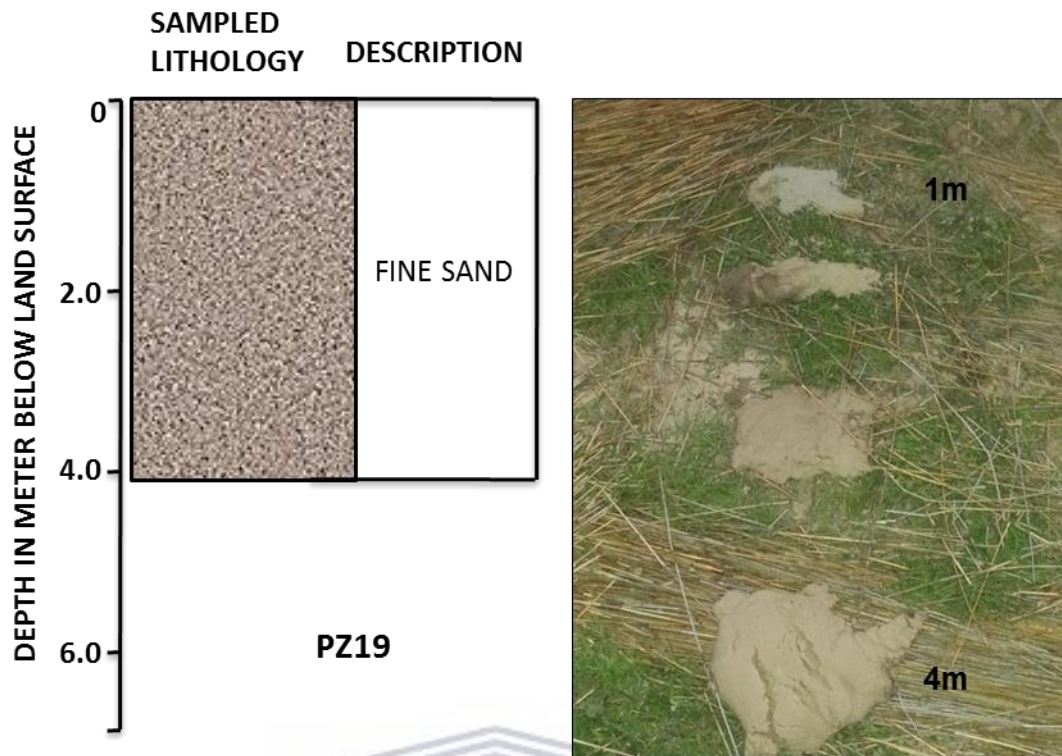 SAMPLED
LITHOLOGY
DESCRIPTION
DEPTH IN METER BELOW LAND SURFACE
0
2.0
4.0
6.0
FINE SAND
PZ19
1m
4m